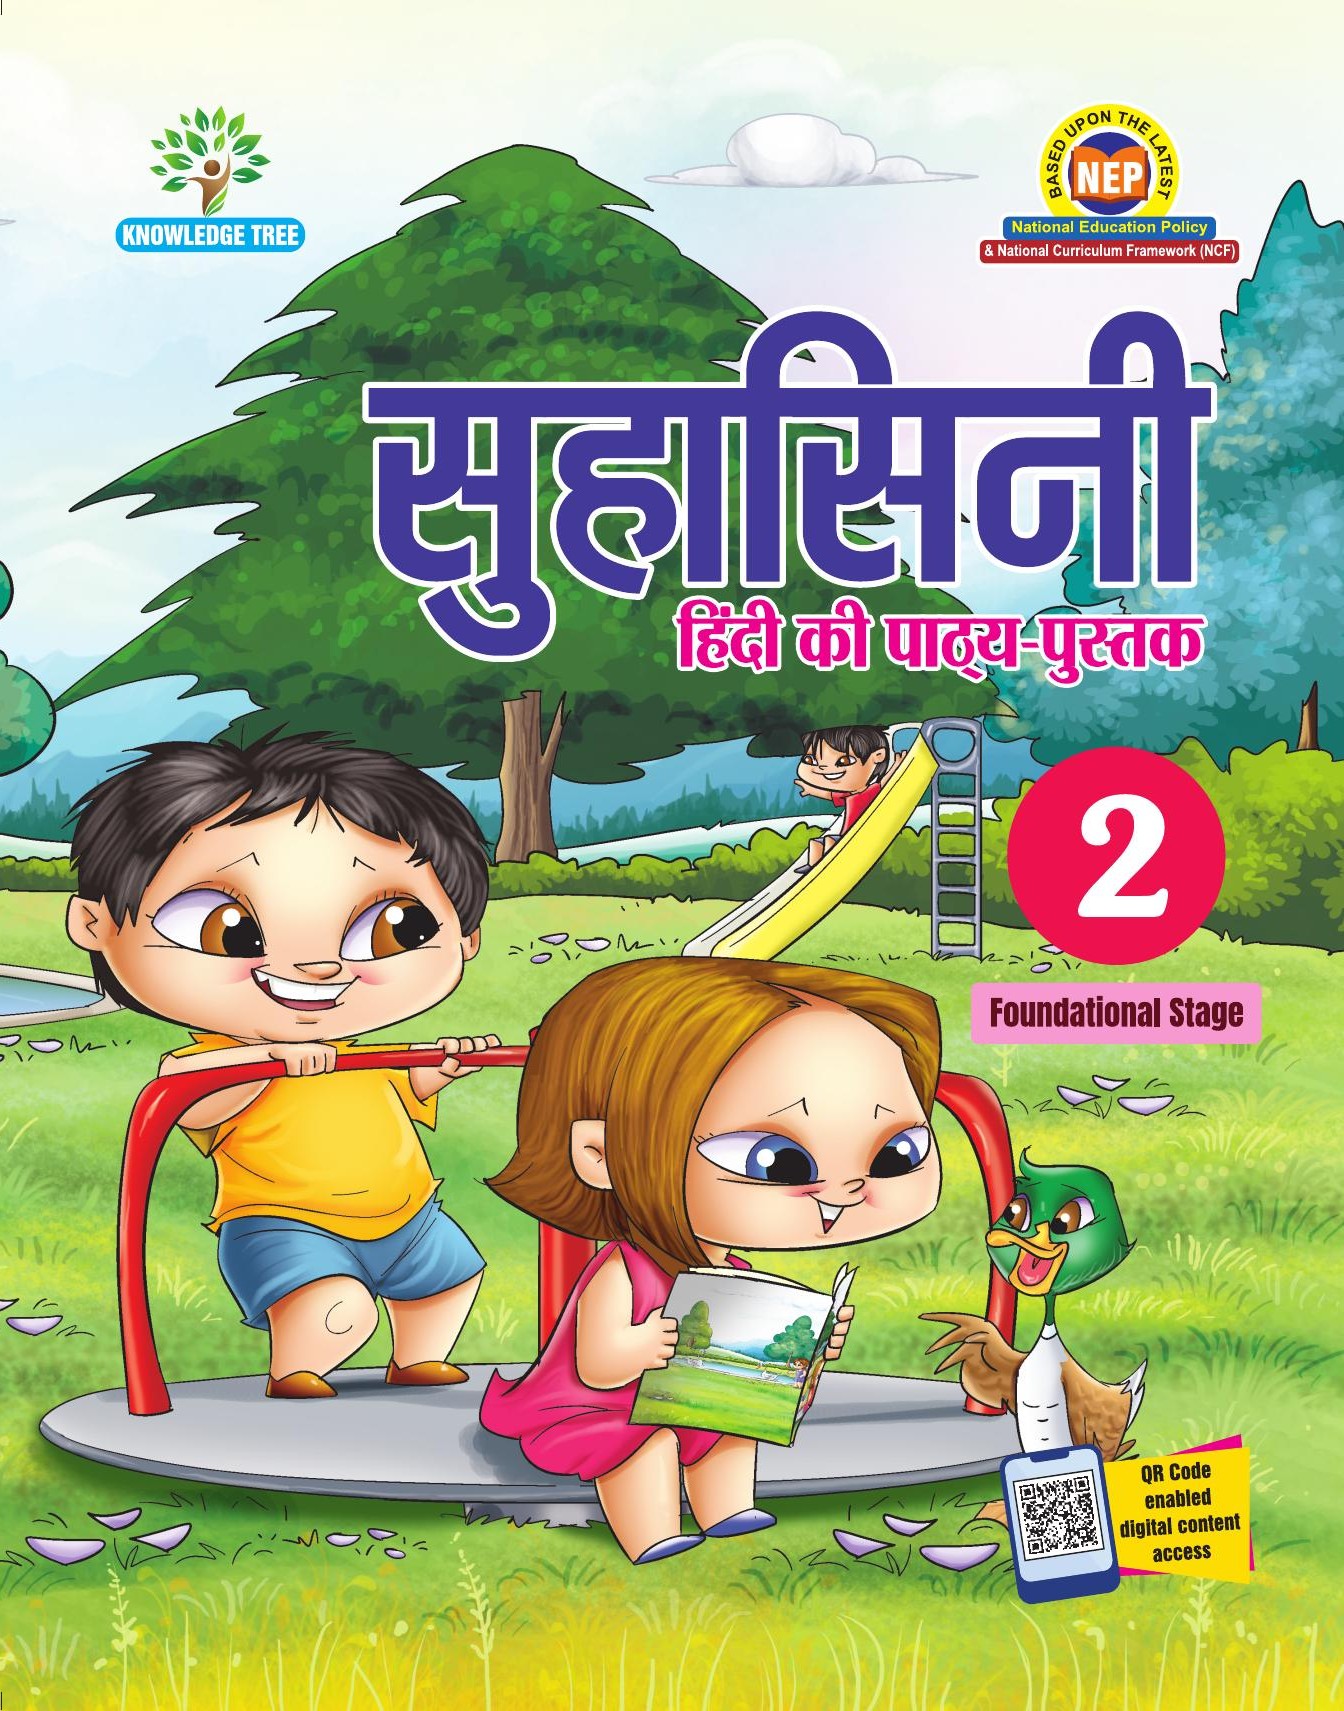 KNOWLEDGE TREE
BASED UPON THE LATEST
NEP
National Education Policy
& National Curriculum Framework (NCF)
सुहासिनी
हिंदी की पाठ्य-पुस्तक
2
Foundational Stage
QR Code
enabled
digital content
access